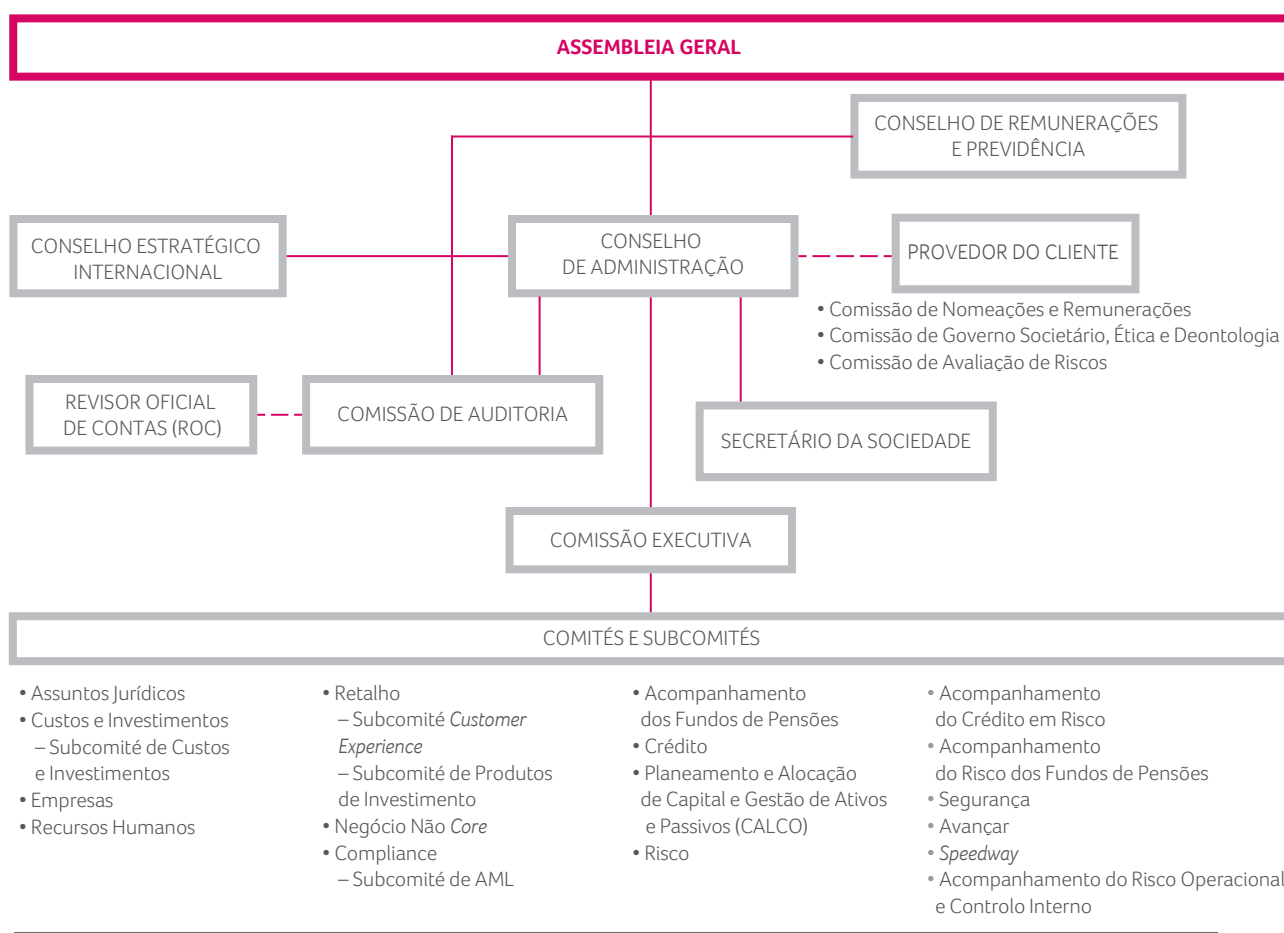 ASSEMBLEIA GERAL
CONSELHO DE REMUNERAÇÕES
E PREVIDÊNCIA
CONSELHO ESTRATÉGICO
INTERNACIONAL
CONSELHO
DE ADMINISTRAÇÃO
PROVEDOR DO CLIENTE
• Comissão de Nomeações e Remunerações
• Comissão de Governo Societário, Ética e Deontologia
• Comissão de Avaliação de Riscos
REVISOR OFICIAL
DE CONTAS (ROC)
COMISSÃO DE AUDITORIA
SECRETÁRIO DA SOCIEDADE
COMISSÃO EXECUTIVA
COMITÉS E SUBCOMITÉS
• Assuntos Jurídicos
• Custos e Investimentos
– Subcomité de Custos
e Investimentos
• Empresas
• Recursos Humanos
• Retalho
– Subcomité Customer
Experience
– Subcomité de Produtos
de Investimento
• Negócio Não Core
• Compliance
– Subcomité de AML
• Acompanhamento
dos Fundos de Pensões
• Crédito
• Planeamento e Alocação
de Capital e Gestão de Ativos
e Passivos (CALCO)
• Risco
• Acompanhamento
do Crédito em Risco
• Acompanhamento
do Risco dos Fundos de Pensões
• Segurança
• Avançar
• Speedway
• Acompanhamento do Risco Operacional
e Controlo Interno